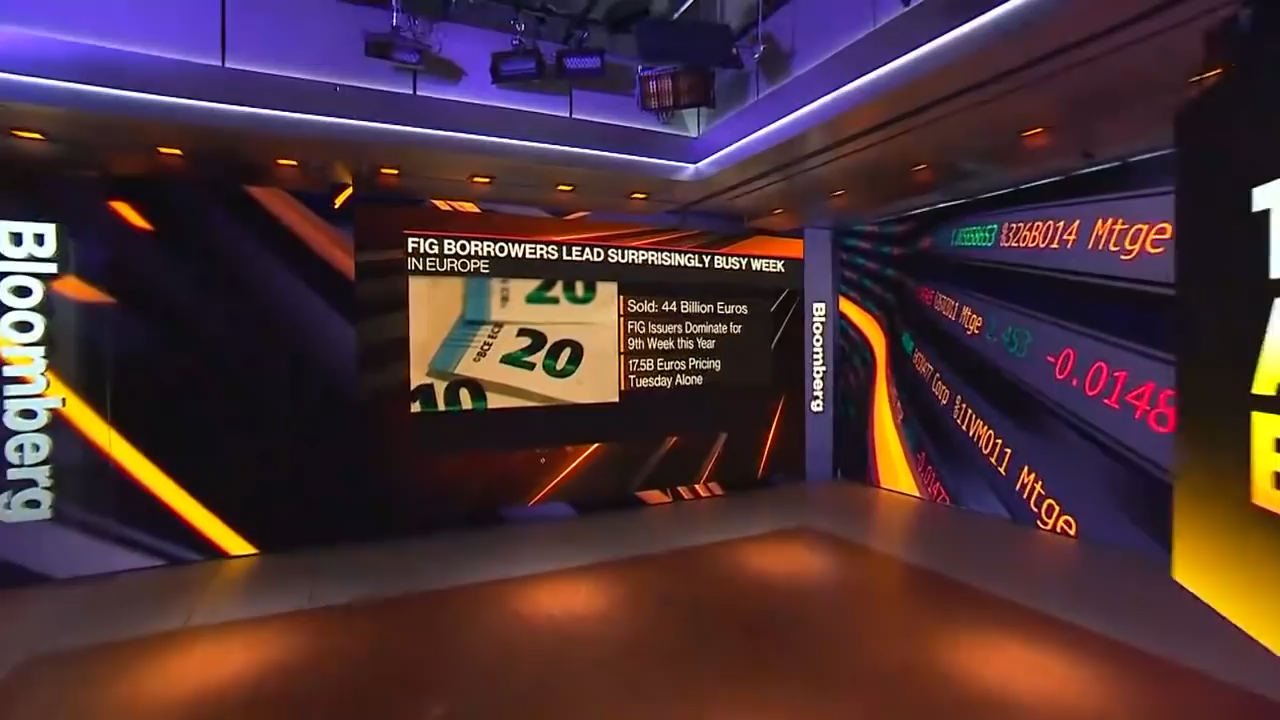 Bloomberg
FIG BORROWERS LEAD SURPRISINGLY BUSY WEEK
IN EUROPE
20
20
10
Sold: 44 Billion Euros
FIG Issuers Dominate for
9th Week this Year
17.5B Euros Pricing
Tuesday Alone
Bloomberg
%326B014 Mtge
Mtge
-0.0148
Corp %1IVM011 Mtge